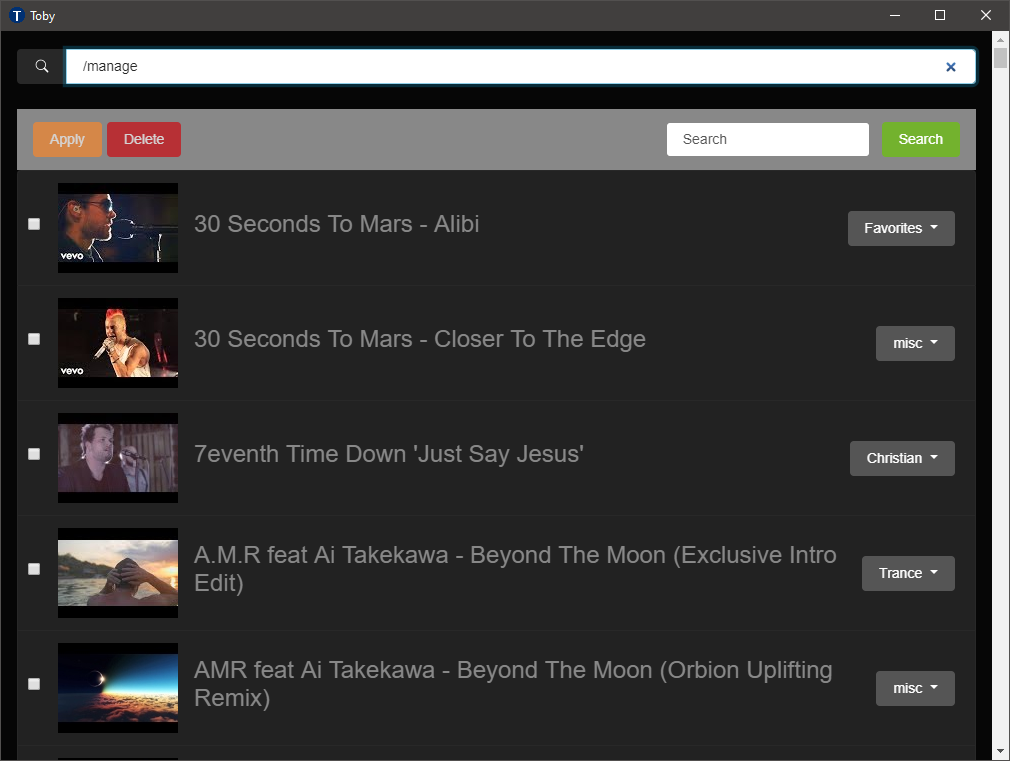 T Toby
/manage
Apply Delete Search Search
30 Seconds To Mars - Alibi
Favorites
vevo
30 Seconds To Mars - Closer To The Edge
misc
vevo
7eventh Time Down 'Just Say Jesus'
Christian
A.M.R feat Ai Takekawa - Beyond The Moon (Exclusive Intro
Edit)
Trance
AMR feat Ai Takekawa - Beyond The Moon (Orbion Uplifting
Remix)
misc